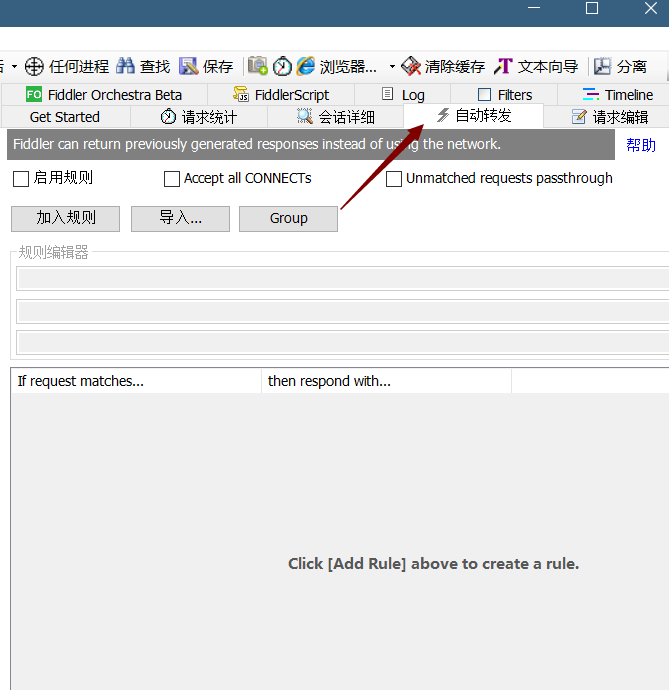 任何进程 查找 保存 浏览器... 清除缓存 文本向导 分离
FO Fiddler Orchestra Beta FiddlerScript Log Filters Timeline
Get Started 请求统计 会话详细 自动转发 请求编辑
Fiddler can return previously generated responses instead of using the network. 帮助
启用规则 Accept all CONNECTs Unmatched requests passthrough
加入规则 导入... Group
规则编辑器
If request matches... then respond with...
Click [Add Rule] above to create a rule.